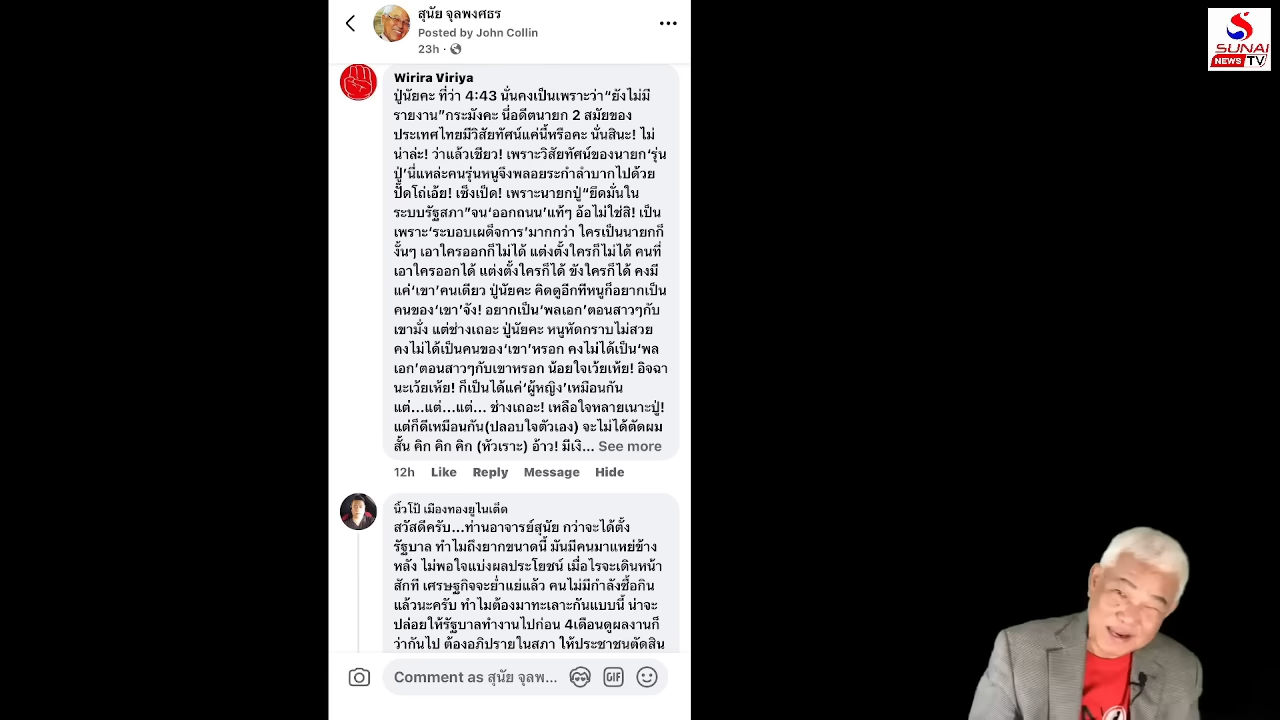 สุนัย จุลพงศธร
Posted by John Collin
23h ·
SUNAI
NEWS TV
Wirira Viriya
ปู่นัยคะ ที่ว่า 4:43 นั่นคงเป็นเพราะว่า“ยังไม่มี
รายงาน”กระมังคะ นี่อดีตนายก 2 สมัยของ
ประเทศไทยมีวิสัยทัศน์แค่นี้หรือคะ นั่นสินะ! ไม่
น่าล่ะ! ว่าแล้วเชียว! เพราะวิสัยทัศน์ของนายก‘รุ่น
ปู่’นี่แหล่ะคนรุ่นหนูจึงพลอยระกำลำบากไปด้วย
ปั๊ดโถ่เอ้ย! เซ็งเป็ด! เพราะนายกปู่“ยึดมั่นใน
ระบบรัฐสภา”จน‘ออกถนน’แท้ๆ อ้อไม่ใช่สิ! เป็น
เพราะ‘ระบอบเผด็จการ’มากกว่า ใครเป็นนายกก็
งั้นๆ เอาใครออกก็ไม่ได้ แต่งตั้งใครก็ไม่ได้ คนที่
เอาใครออกได้ แต่งตั้งใครก็ได้ ขังใครก็ได้ คงมี
แค่‘เขา’คนเดียว ปู่นัยคะ คิดดูอีกทีหนูก็อยากเป็น
คนของ‘เขา’จัง! อยากเป็น‘พลเอก’ตอนสาวๆกับ
เขามั่ง แต่ช่างเถอะ ปู่นัยคะ หนูหัดกราบไม่สวย
คงไม่ได้เป็นคนของ‘เขา’หรอก คงไม่ได้เป็น‘พล
เอก’ตอนสาวๆกับเขาหรอก น้อยใจเว้ยเห้ย! อิจฉา
นะเว้ยเห้ย! ก็เป็นได้แค่‘ผู้หญิง’เหมือนกัน
แต่...แต่...แต่... ช่างเถอะ! เหลือใจหลายเนาะปู่!
แต่ก็ดีเหมือนกัน(ปลอบใจตัวเอง) จะไม่ได้ตัดผม
สั้น คิก คิก คิก (หัวเราะ) อ้าว! มีเงิ... See more
12h Like Reply Message Hide
นิ้วโป้ เมืองทองยูไนเต็ด
สวัสดีครับ...ท่านอาจารย์สุนัย กว่าจะได้ตั้ง
รัฐบาล ทำไมถึงยากขนาดนี้ มันมีคนมาแหย่ข้าง
หลัง ไม่พอใจแบ่งผลประโยชน์ เมื่อไรจะเดินหน้า
สักที เศรษฐกิจจะย่ำแย่แล้ว คนไม่มีกำลังซื้อกิน
แล้วนะครับ ทำไมต้องมาทะเลาะกันแบบนี้ น่าจะ
ปล่อยให้รัฐบาลทำงานไปก่อน 4เดือนดูผลงานก็
ว่ากันไป ต้องอภิปรายในสภา ให้ประชาชนตัดสิน
Comment as สุนัย จุลพ...
GIF